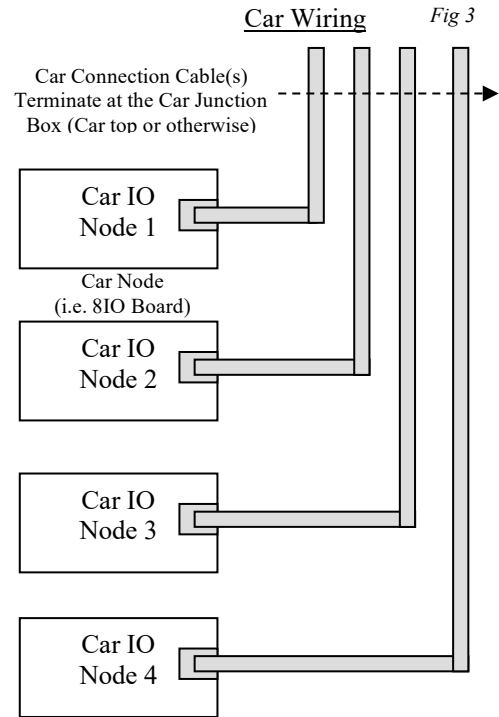 Car Wiring
Fig 3
Car Connection Cable(s)
Terminate at the Car Junction
Box (Car top or otherwise)
Car IO
Node 1
Car Node
(i.e. 8IO Board)
Car IO
Node 2
Car IO
Node 3
Car IO
Node 4